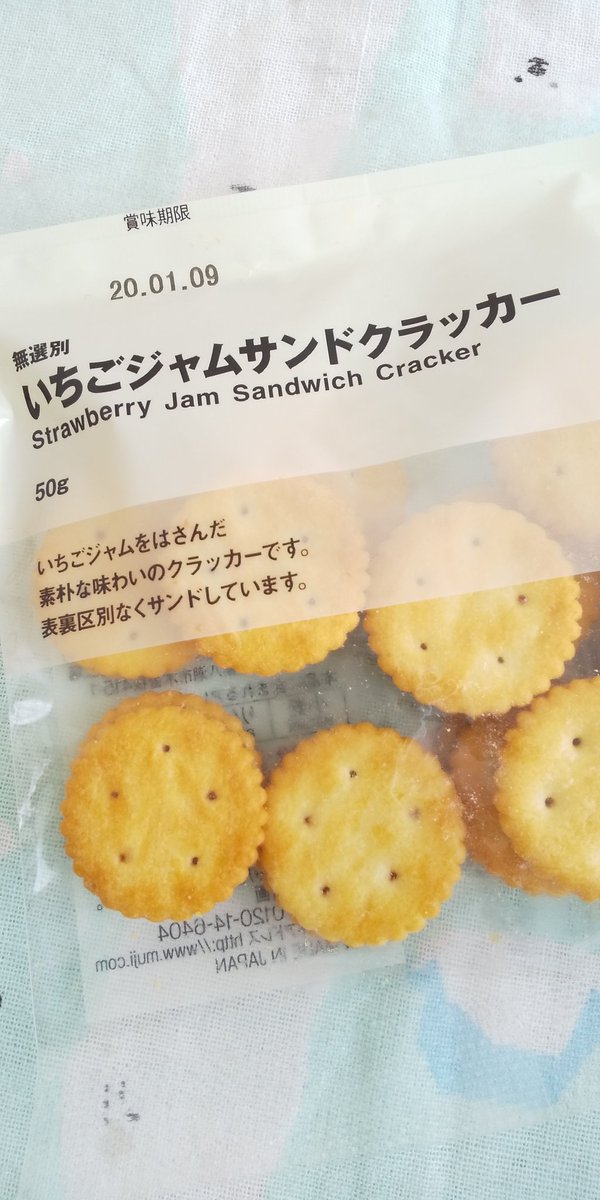 賞味期限
20.01.09
無選別
いちごジャムサンドクラッカー
Strawberry Jam Sandwich Cracker
50g
いちごジャムをはさんだ
素朴な味わいのクラッカーです。
表裏区別なくサンドしています。
0120-14-6404
http://www.muji.com
IN JAPAN